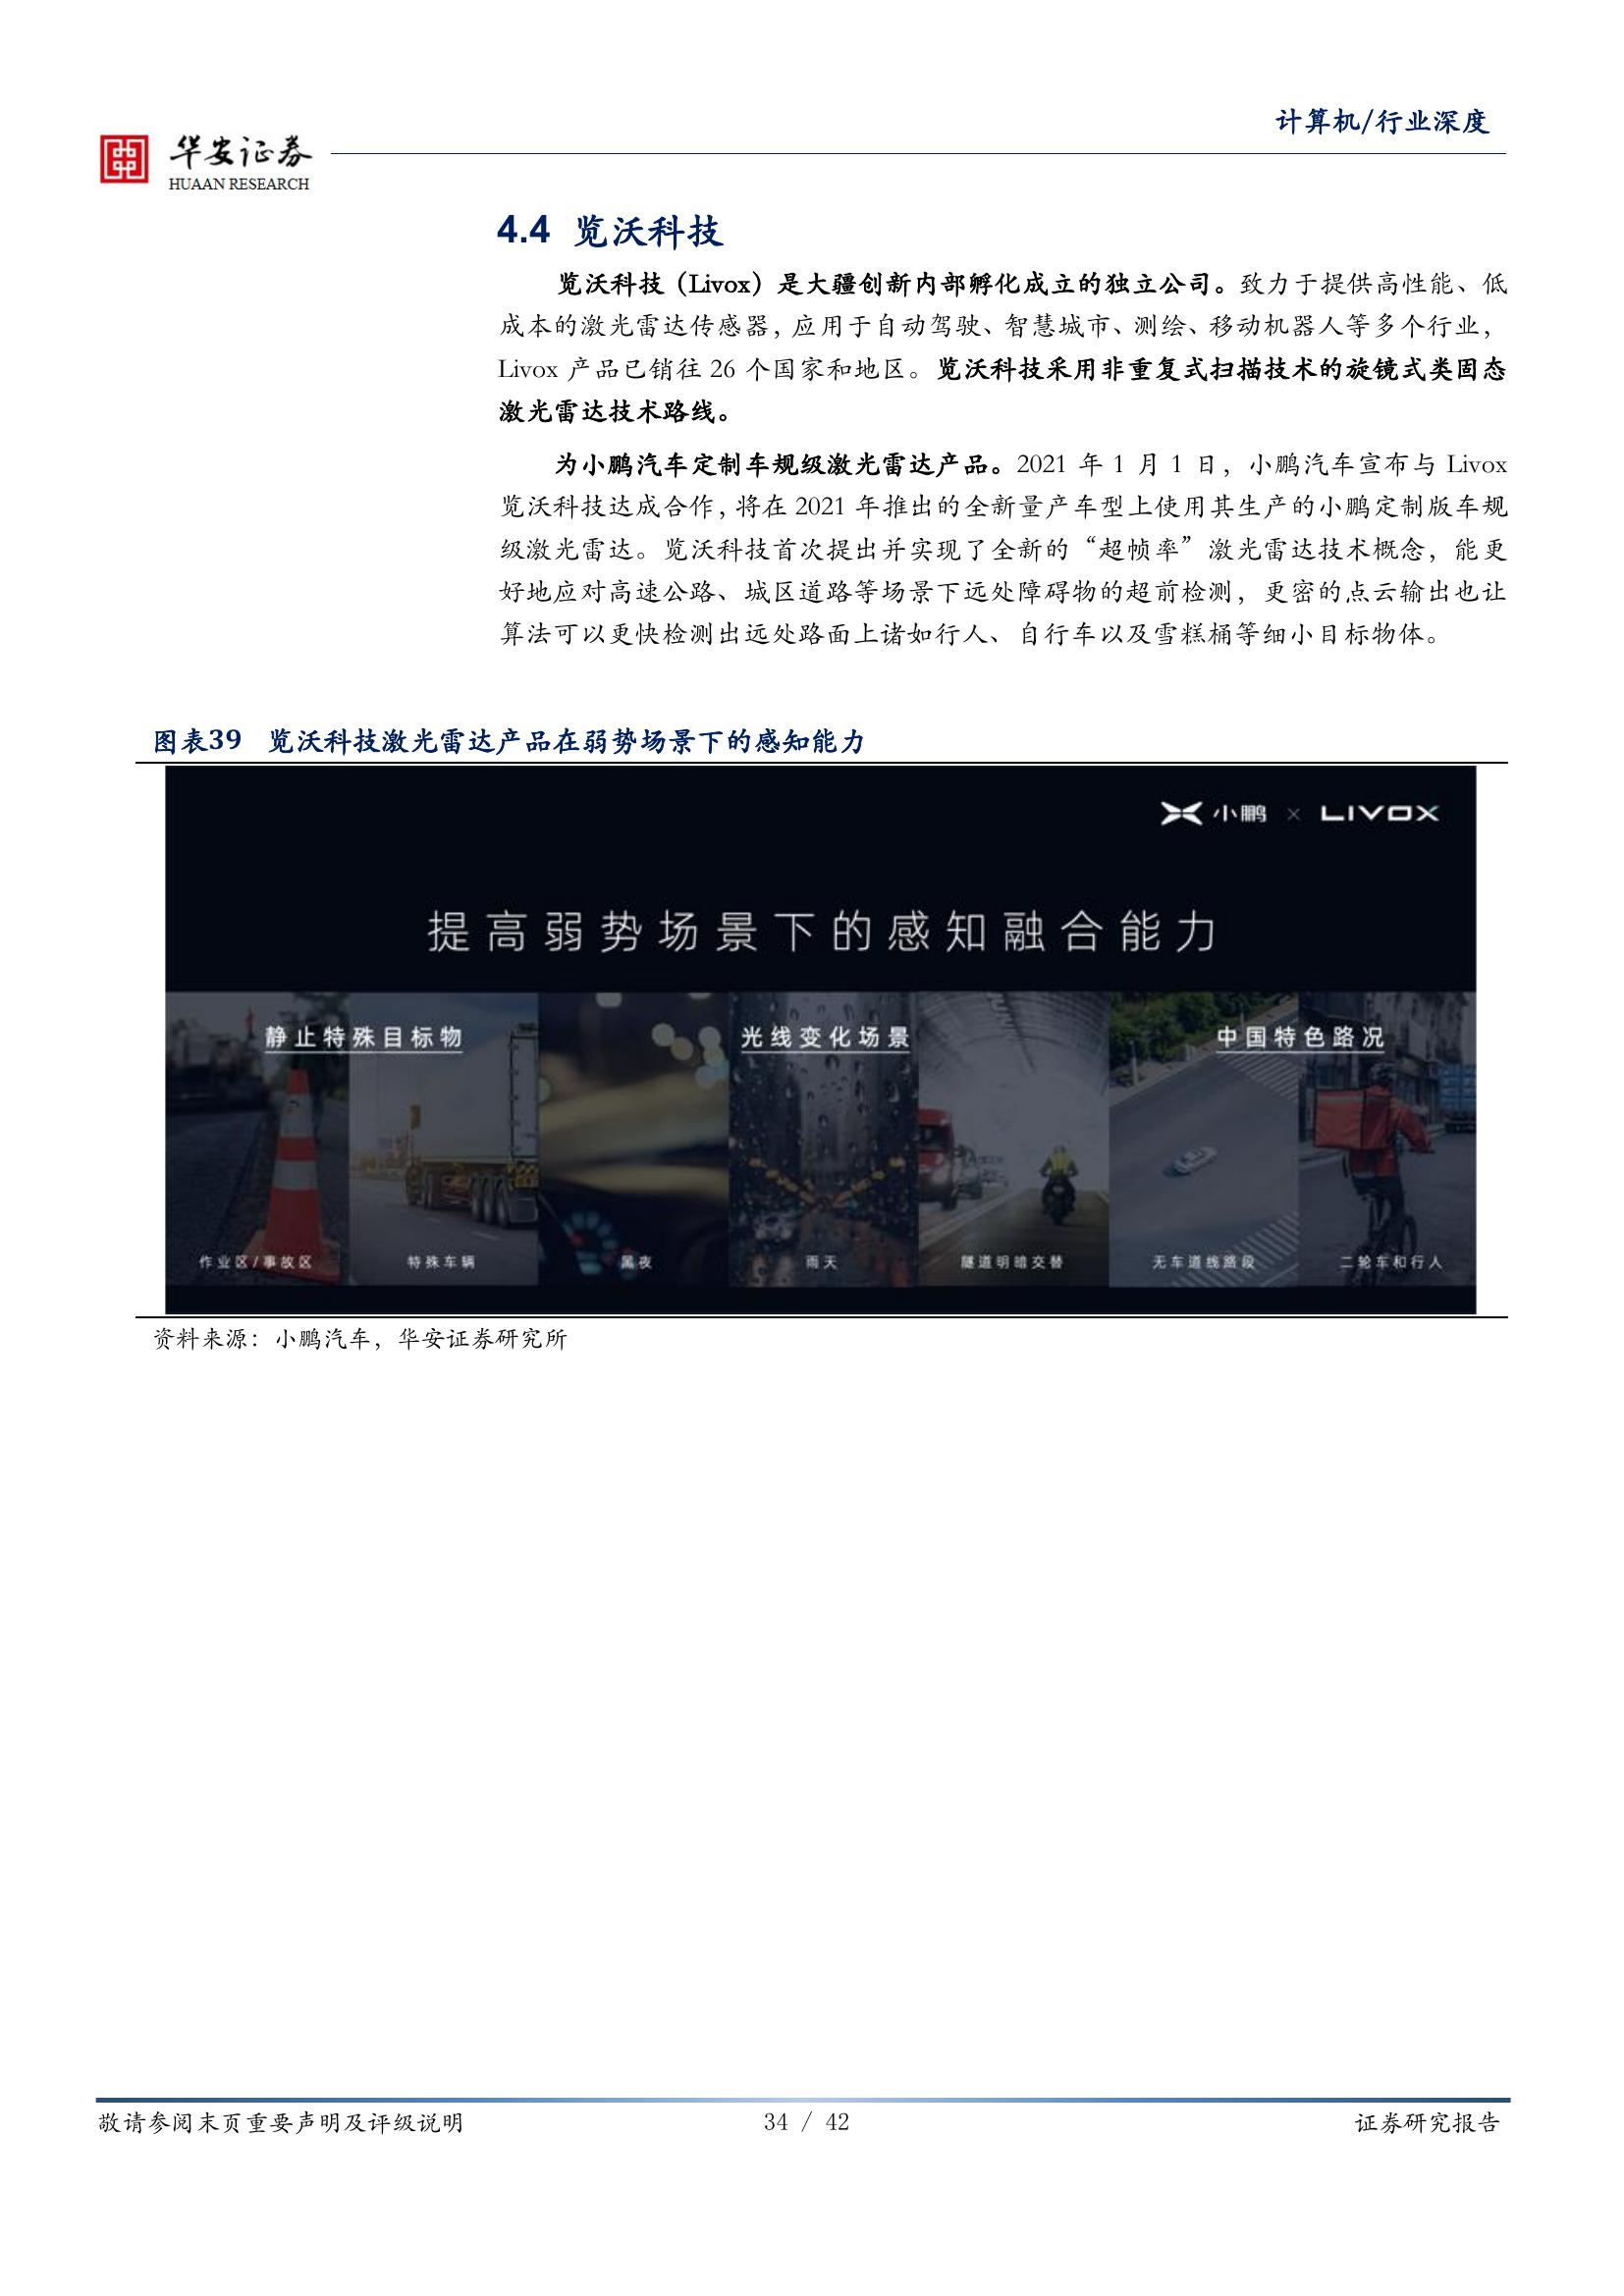 计算机/行业深度
华安证券
HUAAN RESEARCH
4.4 览沃科技
览沃科技（Livox）是大疆创新内部孵化成立的独立公司。致力于提供高性能、低
成本的激光雷达传感器，应用于自动驾驶、智慧城市、测绘、移动机器人等多个行业，
Livox 产品已销往 26 个国家和地区。览沃科技采用非重复式扫描技术的旋镜式类固态
激光雷达技术路线。
为小鹏汽车定制车规级激光雷达产品。2021 年 1 月 1 日，小鹏汽车宣布与 Livox
览沃科技达成合作，将在 2021 年推出的全新量产车型上使用其生产的小鹏定制版车规
级激光雷达。览沃科技首次提出并实现了全新的“超帧率”激光雷达技术概念，能更
好地应对高速公路、城区道路等场景下远处障碍物的超前检测，更密的点云输出也让
算法可以更快检测出远处路面上诸如行人、自行车以及雪糕桶等细小目标物体。
图表39 览沃科技激光雷达产品在弱势场景下的感知能力
小鹏 × LIVOX
提高弱势场景下的感知融合能力
静止特殊目标物 光线变化场景 中国特色路况
作业区/事故区 特殊车辆 黑夜 雨天 隧道明暗交替 无车道线路段 二轮车和行人
资料来源：小鹏汽车，华安证券研究所
敬请参阅末页重要声明及评级说明 34 / 42 证券研究报告